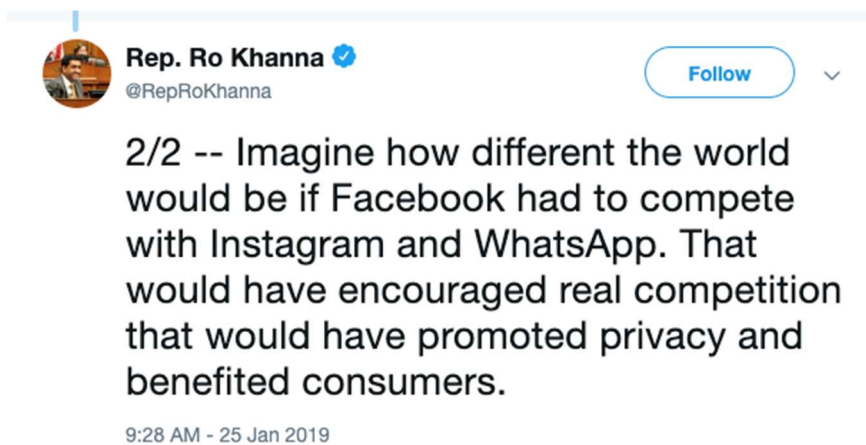 Rep. Ro Khanna
@RepRoKhanna
Follow
2/2 -- Imagine how different the world
would be if Facebook had to compete
with Instagram and WhatsApp. That
would have encouraged real competition
that would have promoted privacy and
benefited consumers.
9:28 AM - 25 Jan 2019